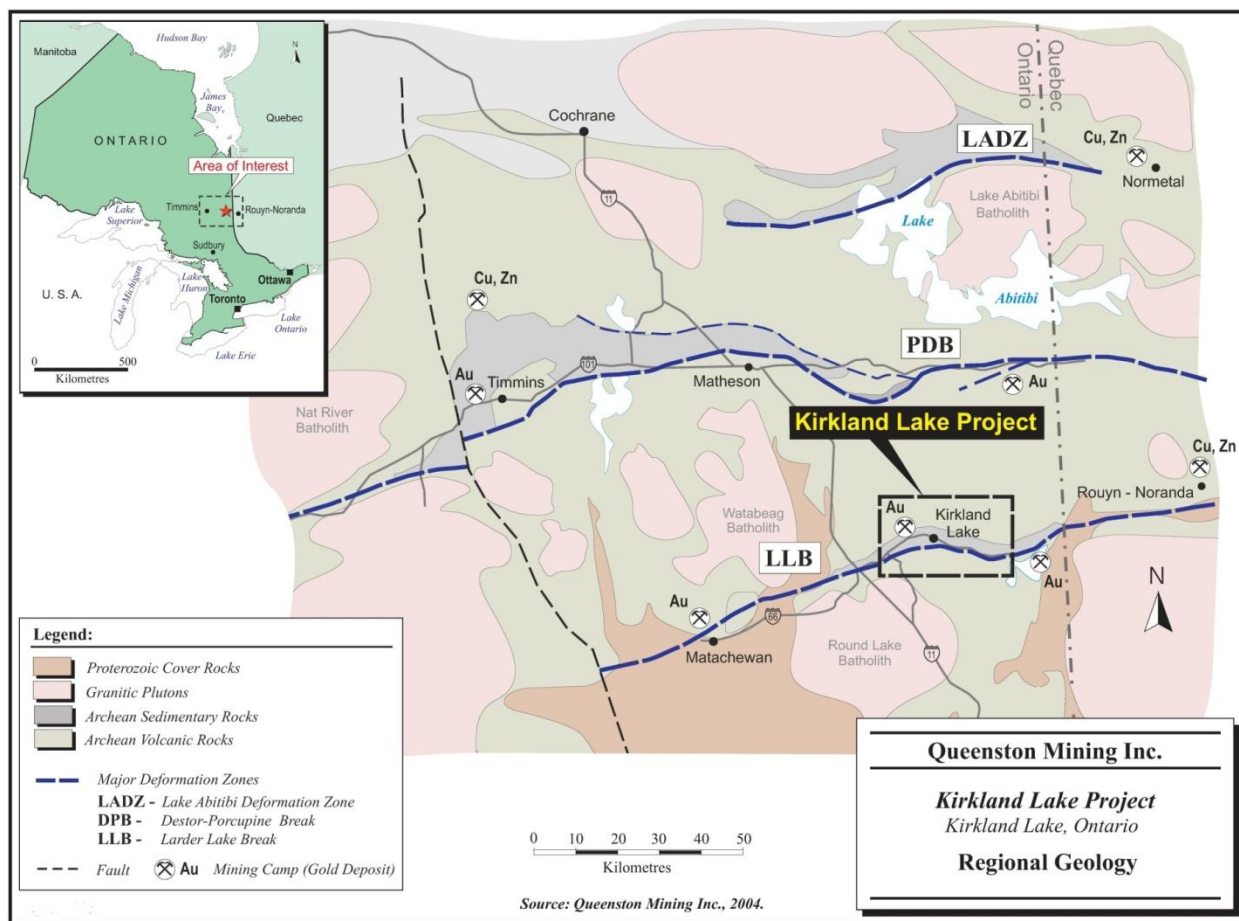 Manitoba
Hudson Bay
N
James
Bay
Quebec
ONTARIO
Area of Interest
Timmins
Rouyn-Noranda
Lake
Superior
Sudbury
Lake
Huron
Ottawa
U. S. A.
Lake Michigan
Toronto
Lake
Ontario
Lake Erie
0 500
Kilometres
Cochrane
11
Quebec
Ontario
LADZ
Cu, Zn
Normetal
Lake Abitibi
Batholith
Lake
Abitibi
Cu, Zn
PDB
101
Au
Timmins
Matheson
Au
Nat River
Batholith
Kirkland Lake Project
Cu, Zn
Rouyn - Noranda
Watabeag
Batholith
Au
Kirkland
Lake
LLB
Au
Au
66
Matachewan
Round Lake
Batholith
11
N
Legend:
Proterozoic Cover Rocks
Granitic Plutons
Archean Sedimentary Rocks
Archean Volcanic Rocks
Major Deformation Zones
LADZ - Lake Abitibi Deformation Zone
DPB - Destor-Porcupine Break
LLB - Larder Lake Break
Fault Au Mining Camp (Gold Deposit)
0 10 20 30 40 50
Kilometres
Source: Queenston Mining Inc., 2004.
Queenston Mining Inc.
Kirkland Lake Project
Kirkland Lake, Ontario
Regional Geology